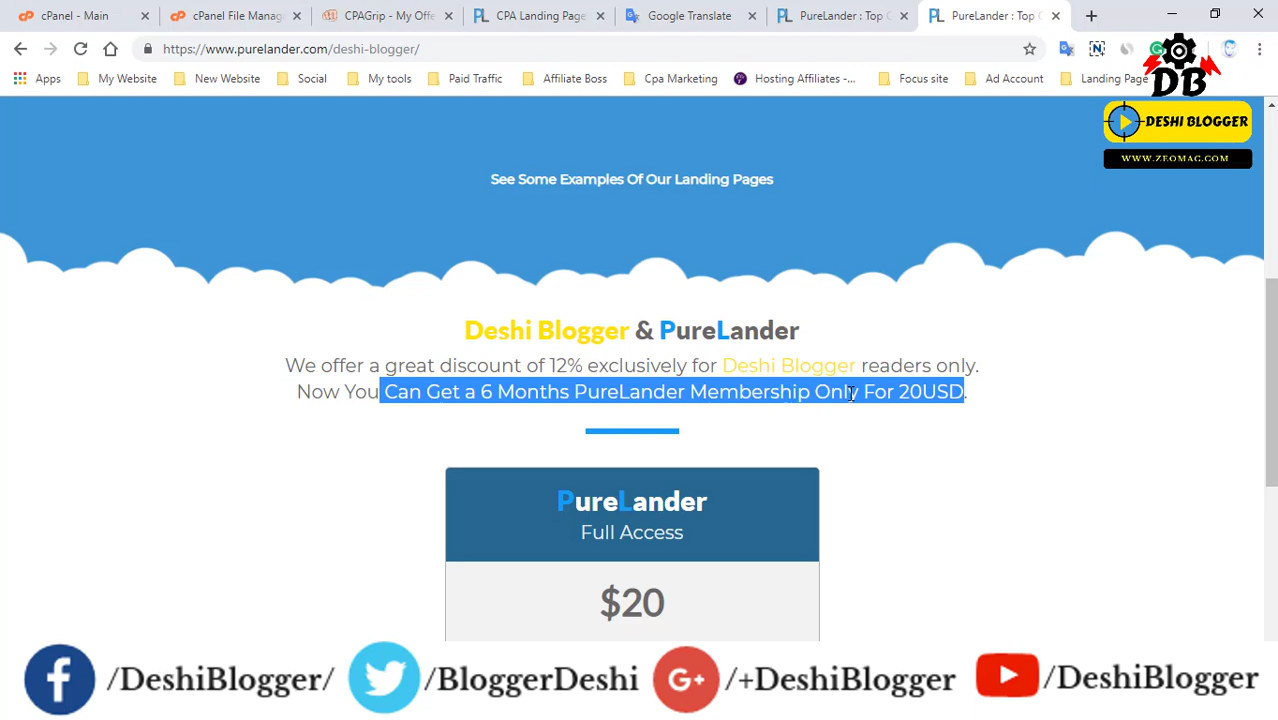 cPanel - Main
cPanel File Manag
CPAGrip - My Offe
CPA Landing Page
Google Translate
PureLander : Top C
PureLander : Top C
https://www.purelander.com/deshi-blogger/
Apps
My Website
New Website
Social
My tools
Paid Traffic
Affiliate Boss
Cpa Marketing
Hosting Affiliates -...
Focus site
Ad Account
Landing Page
DB
DESHI BLOGGER
WWW.ZEOMAG.COM
See Some Examples Of Our Landing Pages
Deshi Blogger & PureLander
We offer a great discount of 12% exclusively for Deshi Blogger readers only.
Now You Can Get a 6 Months PureLander Membership Only For 20USD.
PureLander
Full Access
$20
/DeshiBlogger/
/BloggerDeshi
/+DeshiBlogger
/DeshiBlogger